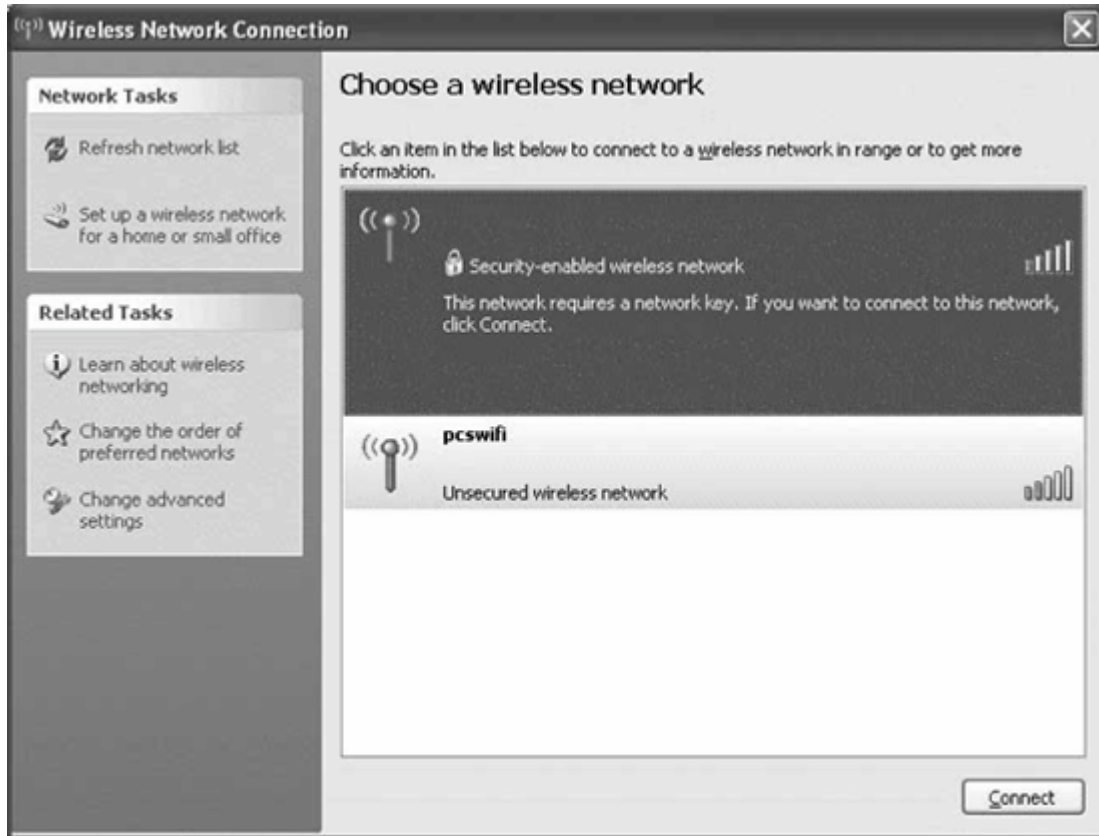 Wireless Network Connection
Network Tasks
Refresh network list
Set up a wireless network
for a home or small office
Related Tasks
Learn about wireless
networking
Change the order of
preferred networks
Change advanced
settings
Choose a wireless network
Click an item in the list below to connect to a wireless network in range or to get more
information.
Security-enabled wireless network
This network requires a network key. If you want to connect to this network,
click Connect.
pcswifi
Unsecured wireless network
Connect